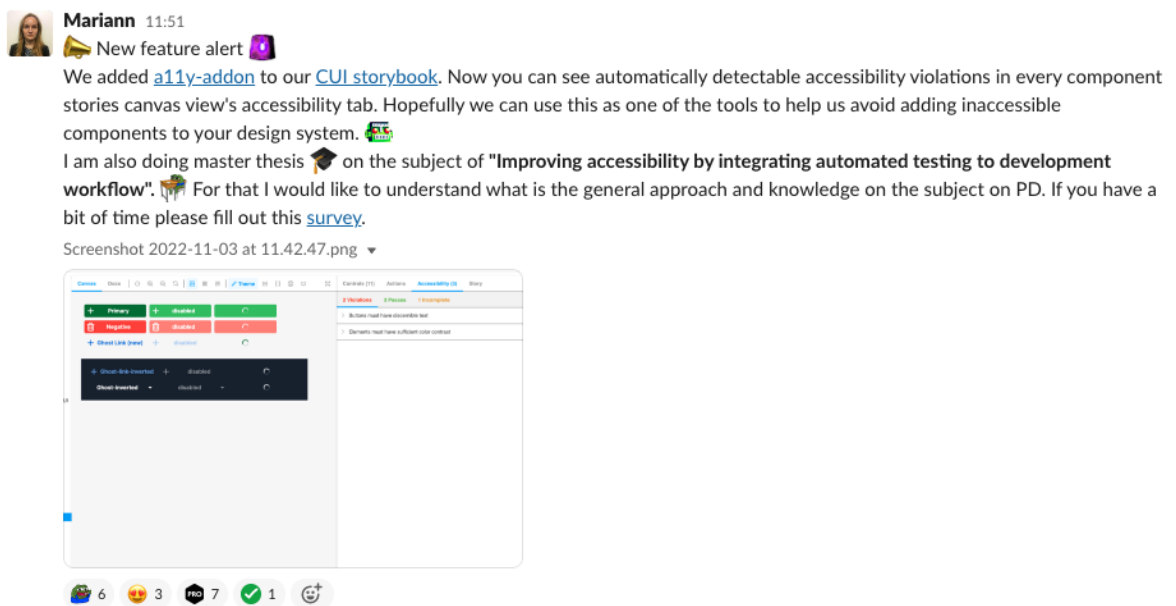 Mariann 11:51
New feature alert
We added a11y-addon to our CUI storybook. Now you can see automatically detectable accessibility violations in every component
stories canvas view's accessibility tab. Hopefully we can use this as one of the tools to help us avoid adding inaccessible
components to your design system.
I am also doing master thesis on the subject of "Improving accessibility by integrating automated testing to development
workflow". For that I would like to understand what is the general approach and knowledge on the subject on PD. If you have a
bit of time please fill out this survey.
Screenshot 2022-11-03 at 11.42.47.png
Canvas Docs Theme Controls (11) Actions Accessibility (3) Story
2 Violations 3 Passes 1 Incomplete
Primary disabled
Buttons must have discernible text
Negative disabled
Elements must have sufficient color contrast
Ghost Link (new) disabled
Ghost-link-inverted disabled
Ghost-inverted disabled
6 3 PRO 7 1